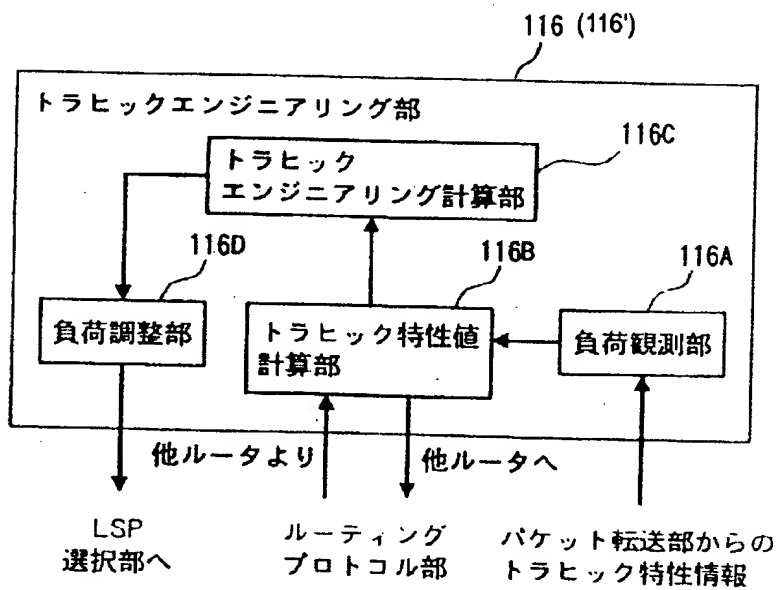 116 (116')
トラヒックエンジニアリング部
116C
トラヒック
エンジニアリング計算部
116D
116B
116A
負荷調整部
トラヒック特性値
計算部
負荷観測部
他ルータより
他ルータへ
LSP
選択部へ
ルーティング
プロトコル部
パケット転送部からの
トラヒック特性情報